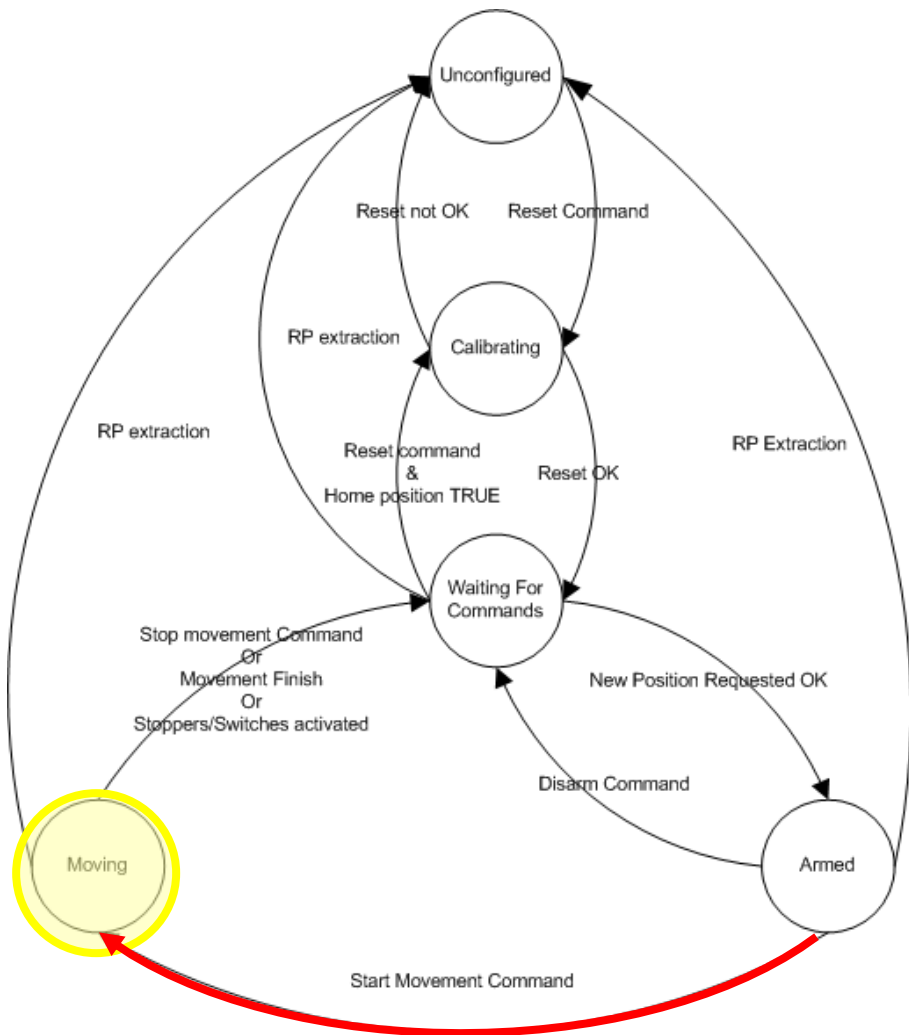 Unconfigured
Reset not OK
Reset Command
RP extraction
Calibrating
RP extraction
Reset command
&
Home position TRUE
Reset OK
RP Extraction
Waiting For
Commands
Stop movement Command
Or
Movement Finish
Or
Stoppers/Switches activated
New Position Requested OK
Disarm Command
Moving
Armed
Start Movement Command